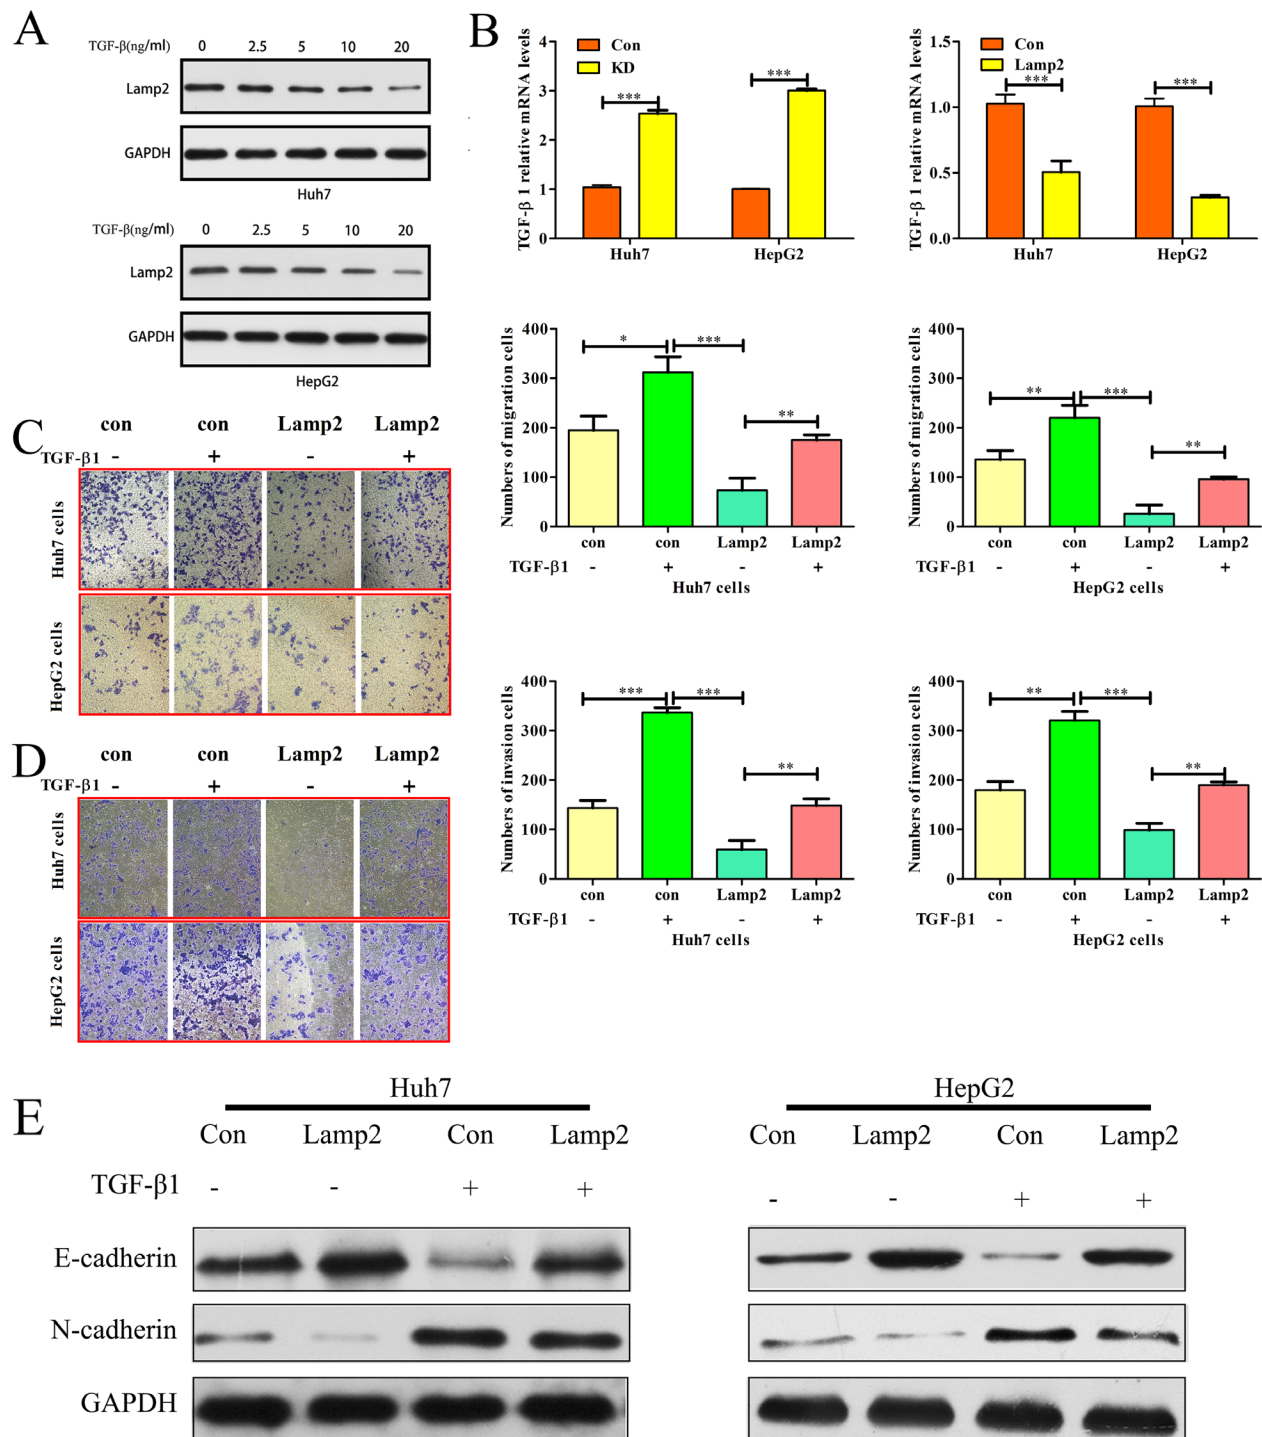 A
TGF-β(ng/ml) 0 2.5 5 10 20
Lamp2
GAPDH
Huh7
TGF-β(ng/ml) 0 2.5 5 10 20
Lamp2
GAPDH
HepG2
B
TGF-β 1 relative mRNA levels
4
3
2
1
0
Con
KD
***
***
Huh7 HepG2
TGF-β 1 relative mRNA levels
1.5
1.0
0.5
0.0
Con
Lamp2
***
***
Huh7 HepG2
C
con con Lamp2 Lamp2
TGF-β1 - + - +
Huh7 cells
HepG2 cells
Numbers of migration cells
400
300
200
100
0
* ***
**
con con Lamp2 Lamp2
TGF-β1 - + - +
Huh7 cells
Numbers of migration cells
400
300
200
100
0
** ***
**
con con Lamp2 Lamp2
TGF-β1 - + - +
HepG2 cells
D
con con Lamp2 Lamp2
TGF-β1 - + - +
Huh7 cells
HepG2 cells
Numbers of invasion cells
400
300
200
100
0
*** ***
**
con con Lamp2 Lamp2
TGF-β1 - + - +
Huh7 cells
Numbers of invasion cells
400
300
200
100
0
** ***
**
con con Lamp2 Lamp2
TGF-β1 - + - +
HepG2 cells
E
Huh7 HepG2
Con Lamp2 Con Lamp2 Con Lamp2 Con Lamp2
TGF-β1 - - + + - - + +
E-cadherin
N-cadherin
GAPDH